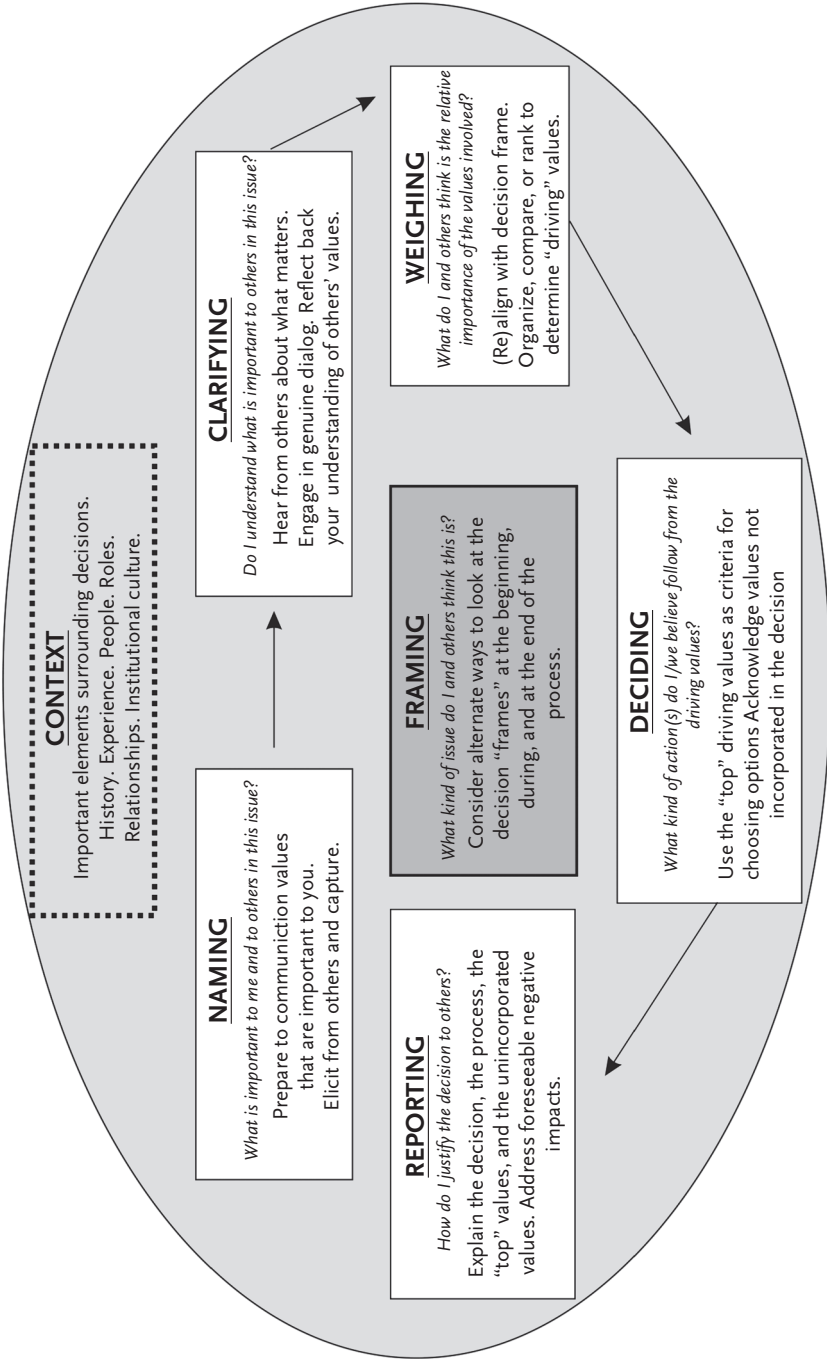 CONTEXT
Important elements surrounding decisions.
History. Experience. People. Roles.
Relationships. Institutional culture.
NAMING
What is important to me and to others in this issue?
Prepare to communiction values
that are important to you.
Elicit from others and capture.
CLARIFYING
Do I understand what is important to others in this issue?
Hear from others about what matters.
Engage in genuine dialog. Reflect back
your understanding of others’ values.
REPORTING
How do I justify the decision to others?
Explain the decision, the process, the
“top” values, and the unincorporated
values. Address foreseeable negative
impacts.
FRAMING
What kind of issue do I and others think this is?
Consider alternate ways to look at the
decision “frames” at the beginning,
during, and at the end of the
process.
WEIGHING
What do I and others think is the relative
importance of the values involved?
(Re)align with decision frame.
Organize, compare, or rank to
determine “driving” values.
DECIDING
What kind of action(s) do I/we believe follow from the
driving values?
Use the “top” driving values as criteria for
choosing options Acknowledge values not
incorporated in the decision